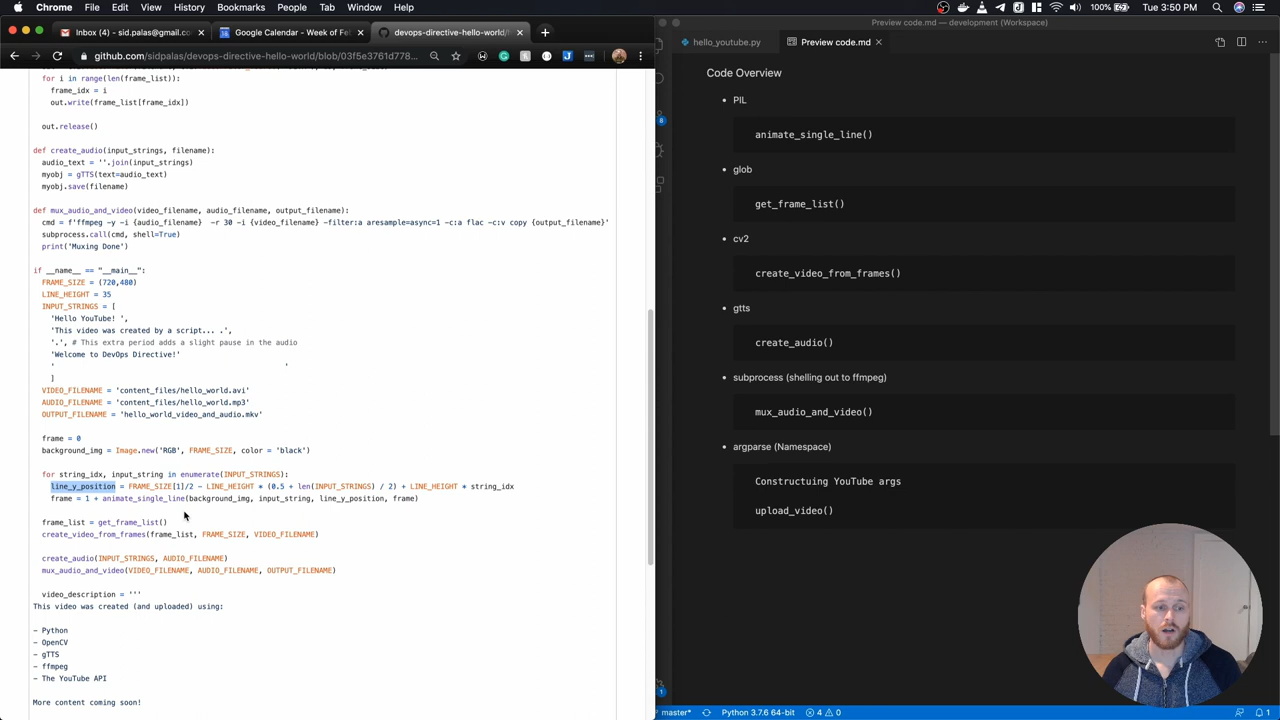 Chrome File Edit View History Bookmarks People Tab Window Help
100% Tue 3:50 PM
Inbox (4) - sid.palas@gmail.co
Google Calendar - Week of Fe
devops-directive-hello-world/
github.com/sidpalas/devops-directive-hello-world/blob/03f5e3761d778...
for i in range(len(frame_list)):
frame_idx = i
out.write(frame_list[frame_idx])
out.release()
def create_audio(input_strings, filename):
audio_text = ''.join(input_strings)
myobj = gTTS(text=audio_text)
myobj.save(filename)
def mux_audio_and_video(video_filename, audio_filename, output_filename):
cmd = f'ffmpeg -y -i {audio_filename}  -r 30 -i {video_filename} -filter:a aresample=async=1 -c:a flac -c:v copy {output_filename}'
subprocess.call(cmd, shell=True)
print('Muxing Done')
if __name__ == "__main__":
FRAME_SIZE = (720,480)
LINE_HEIGHT = 35
INPUT_STRINGS = [
'Hello YouTube! ',
'This video was created by a script... .',
'.', # This extra period adds a slight pause in the audio
'Welcome to DevOps Directive!'
' '
]
VIDEO_FILENAME = 'content_files/hello_world.avi'
AUDIO_FILENAME = 'content_files/hello_world.mp3'
OUTPUT_FILENAME = 'hello_world_video_and_audio.mkv'
frame = 0
background_img = Image.new('RGB', FRAME_SIZE, color = 'black')
for string_idx, input_string in enumerate(INPUT_STRINGS):
line_y_position = FRAME_SIZE[1]/2 - LINE_HEIGHT * (0.5 + len(INPUT_STRINGS) / 2) + LINE_HEIGHT * string_idx
frame = 1 + animate_single_line(background_img, input_string, line_y_position, frame)
frame_list = get_frame_list()
create_video_from_frames(frame_list, FRAME_SIZE, VIDEO_FILENAME)
create_audio(INPUT_STRINGS, AUDIO_FILENAME)
mux_audio_and_video(VIDEO_FILENAME, AUDIO_FILENAME, OUTPUT_FILENAME)
video_description = '''
This video was created (and uploaded) using:
- Python
- OpenCV
- gTTS
- ffmpeg
- The YouTube API
More content coming soon!
Preview code.md — development (Workspace)
hello_youtube.py
Preview code.md
Code Overview
• PIL
animate_single_line()
• glob
get_frame_list()
• cv2
create_video_from_frames()
• gtts
create_audio()
• subprocess (shelling out to ffmpeg)
mux_audio_and_video()
• argparse (Namespace)
Constructuing YouTube args
upload_video()
8
1
master* Python 3.7.6 64-bit 4 0 1